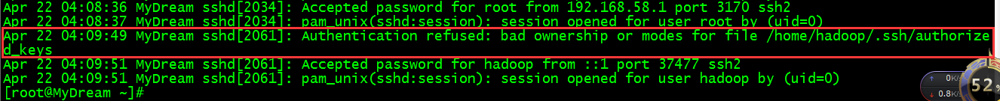 Apr 22 04:08:36 MyDream sshd[2034]: Accepted password for root from 192.168.58.1 port 3170 ssh2
Apr 22 04:08:37 MyDream sshd[2034]: pam_unix(sshd:session): session opened for user root by (uid=0)
Apr 22 04:09:49 MyDream sshd[2061]: Authentication refused: bad ownership or modes for file /home/hadoop/.ssh/authorize
d_keys
Apr 22 04:09:51 MyDream sshd[2061]: Accepted password for hadoop from ::1 port 37477 ssh2
Apr 22 04:09:51 MyDream sshd[2061]: pam_unix(sshd:session): session opened for user hadoop by (uid=0)
[root@MyDream ~]#
↑ 0K/s
↓ 0.8K/s
52%